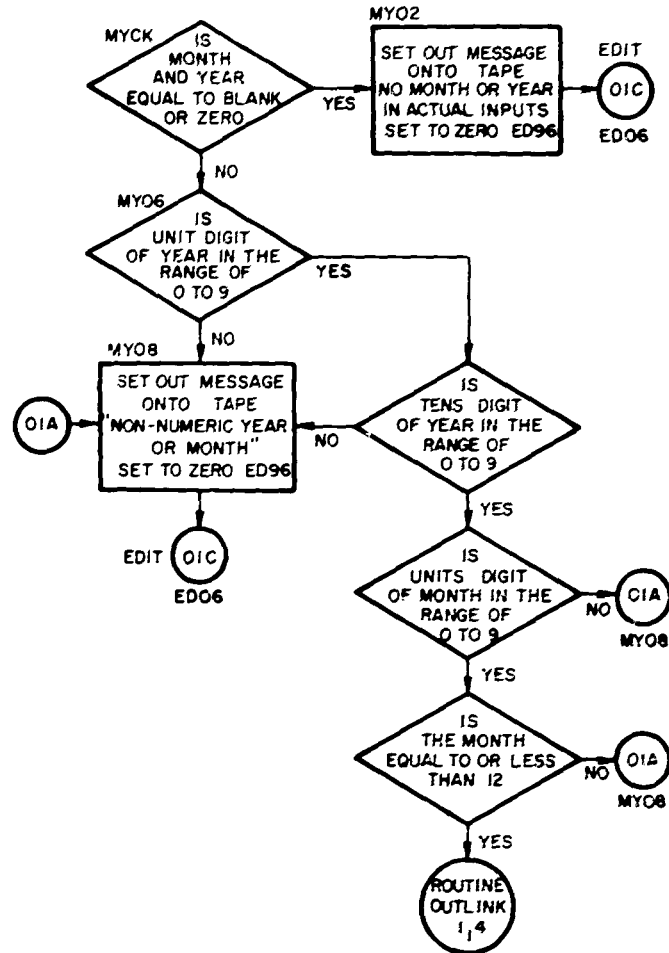 MYCK
IS
MONTH
AND YEAR
EQUAL TO BLANK
OR ZERO
YES
MY02
SET OUT MESSAGE
ONTO TAPE
NO MONTH OR YEAR
IN ACTUAL INPUTS
SET TO ZERO ED96
EDIT
01C
ED06
NO
MY06
IS
UNIT DIGIT
OF YEAR IN THE
RANGE OF
0 TO 9
YES
NO
MY08
SET OUT MESSAGE
ONTO TAPE
"NON-NUMERIC YEAR
OR MONTH"
SET TO ZERO ED96
01A
NO
IS
TENS DIGIT
OF YEAR IN THE
RANGE OF
0 TO 9
EDIT
01C
ED06
YES
IS
UNITS DIGIT
OF MONTH IN THE
RANGE OF
0 TO 9
NO
01A
MY08
YES
IS
THE MONTH
EQUAL TO OR LESS
THAN 12
NO
01A
MY08
YES
ROUTINE
OUTLINK
1,4